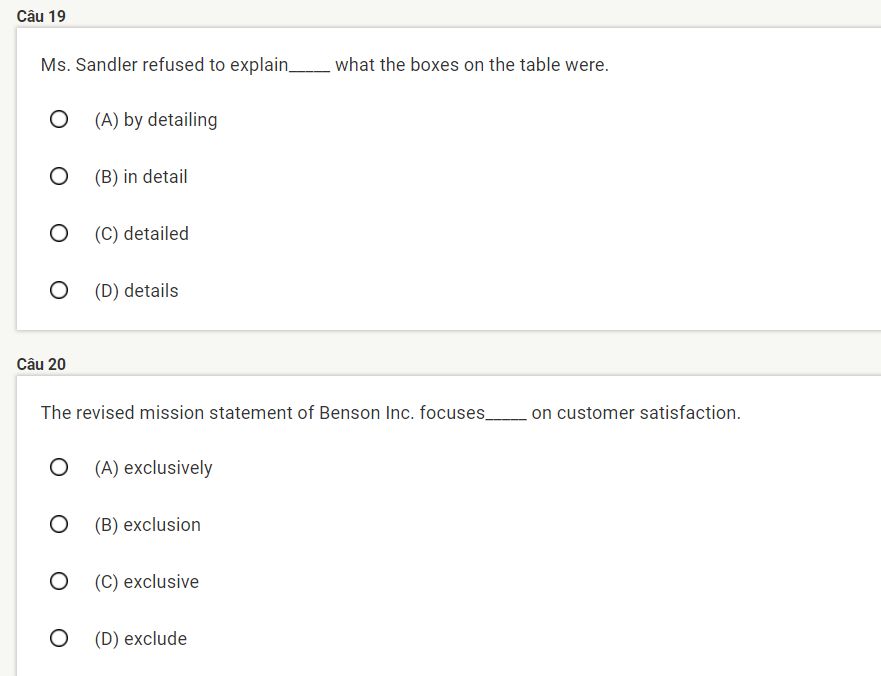 Câu 19
Ms. Sandler refused to explain_____ what the boxes on the table were.
(A) by detailing
(B) in detail
(C) detailed
(D) details
Câu 20
The revised mission statement of Benson Inc. focuses_____ on customer satisfaction.
(A) exclusively
(B) exclusion
(C) exclusive
(D) exclude